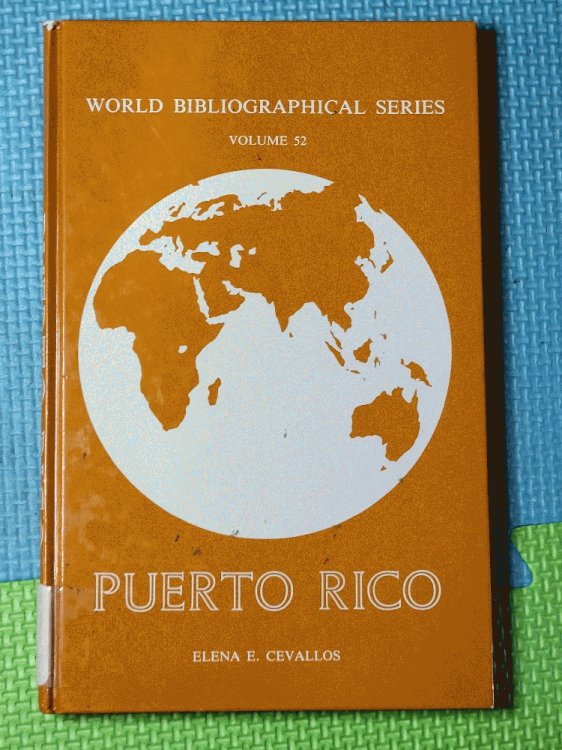 WORLD BIBLIOGRAPHICAL SERIES
VOLUME 52
PUERTO RICO
ELENA E. CEVALLOS